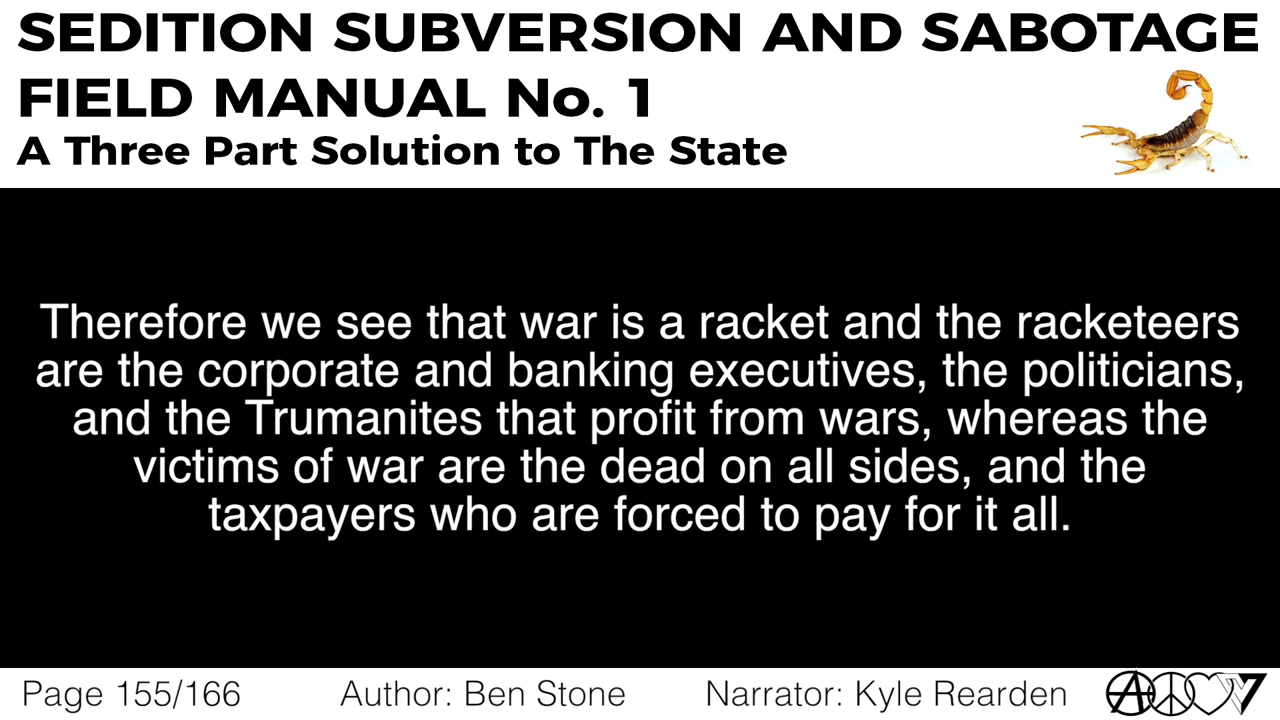 SEDITION SUBVERSION AND SABOTAGE
FIELD MANUAL No. 1
A Three Part Solution to The State
Therefore we see that war is a racket and the racketeers
are the corporate and banking executives, the politicians,
and the Trumanites that profit from wars, whereas the
victims of war are the dead on all sides, and the
taxpayers who are forced to pay for it all.
Page 155/166 Author: Ben Stone Narrator: Kyle Rearden